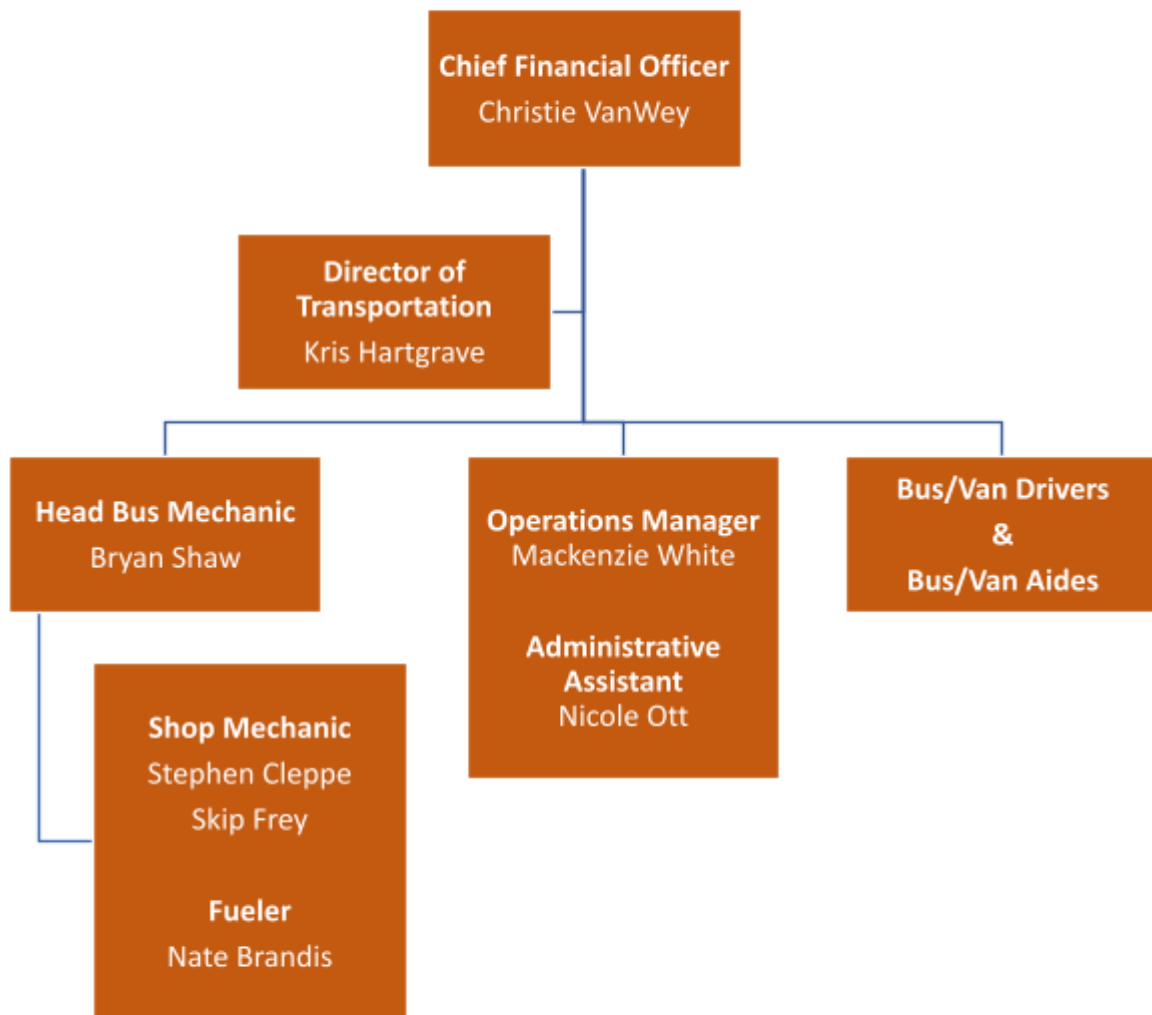 Chief Financial Officer
Christie VanWey
Director of
Transportation
Kris Hartgrave
Head Bus Mechanic
Bryan Shaw
Shop Mechanic
Stephen Cleppe
Skip Frey
Fueler
Nate Brandis
Operations Manager
Mackenzie White
Administrative
Assistant
Nicole Ott
Bus/Van Drivers
&
Bus/Van Aides